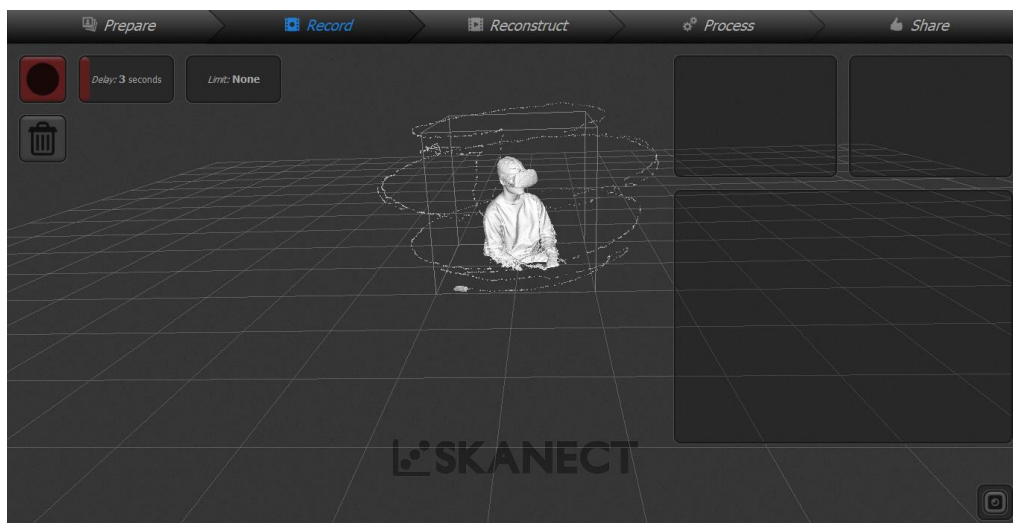 Prepare
Record
Reconstruct
Process
Share
Delay: 3 seconds
Limit: None
SKANECT